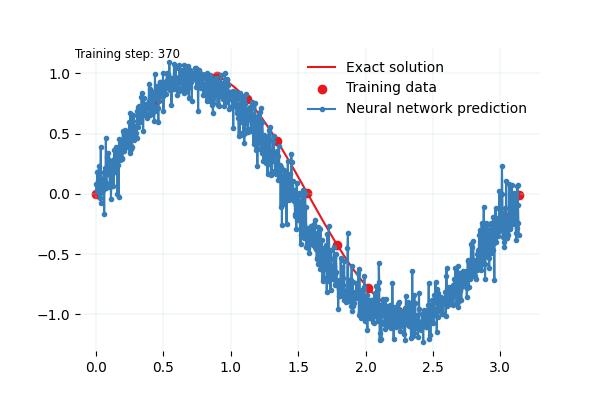 Training step: 370
Exact solution
Training data
Neural network prediction
1.0
0.5
0.0
−0.5
−1.0
0.0 0.5 1.0 1.5 2.0 2.5 3.0